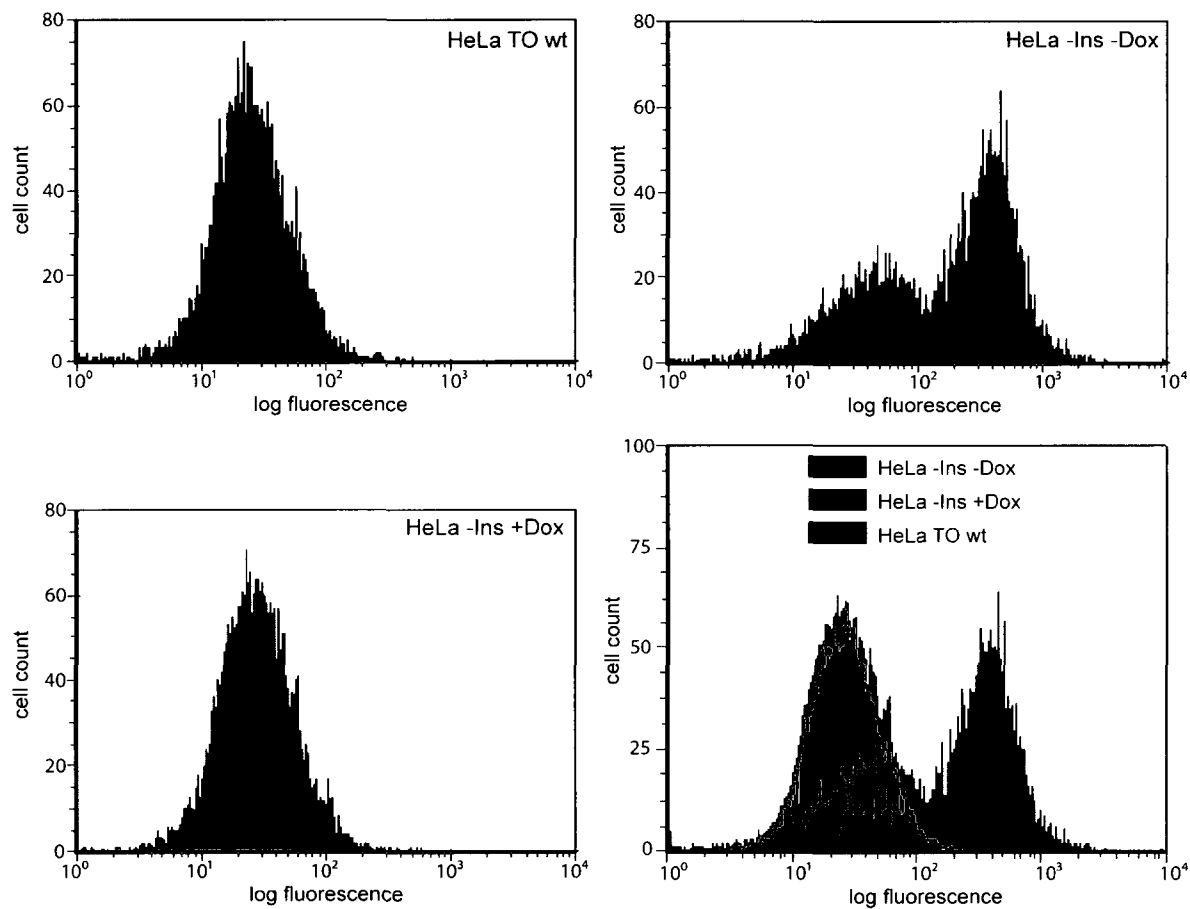 HeLa TO wt
80
60
40
20
0
cell count
10⁰ 10¹ 10² 10³ 10⁴
log fluorescence
HeLa -Ins -Dox
80
60
40
20
0
cell count
10⁰ 10¹ 10² 10³ 10⁴
log fluorescence
HeLa -Ins +Dox
80
60
40
20
0
cell count
10⁰ 10¹ 10² 10³ 10⁴
log fluorescence
HeLa -Ins -Dox
HeLa -Ins +Dox
HeLa TO wt
100
75
50
25
0
cell count
10⁰ 10¹ 10² 10³ 10⁴
log fluorescence